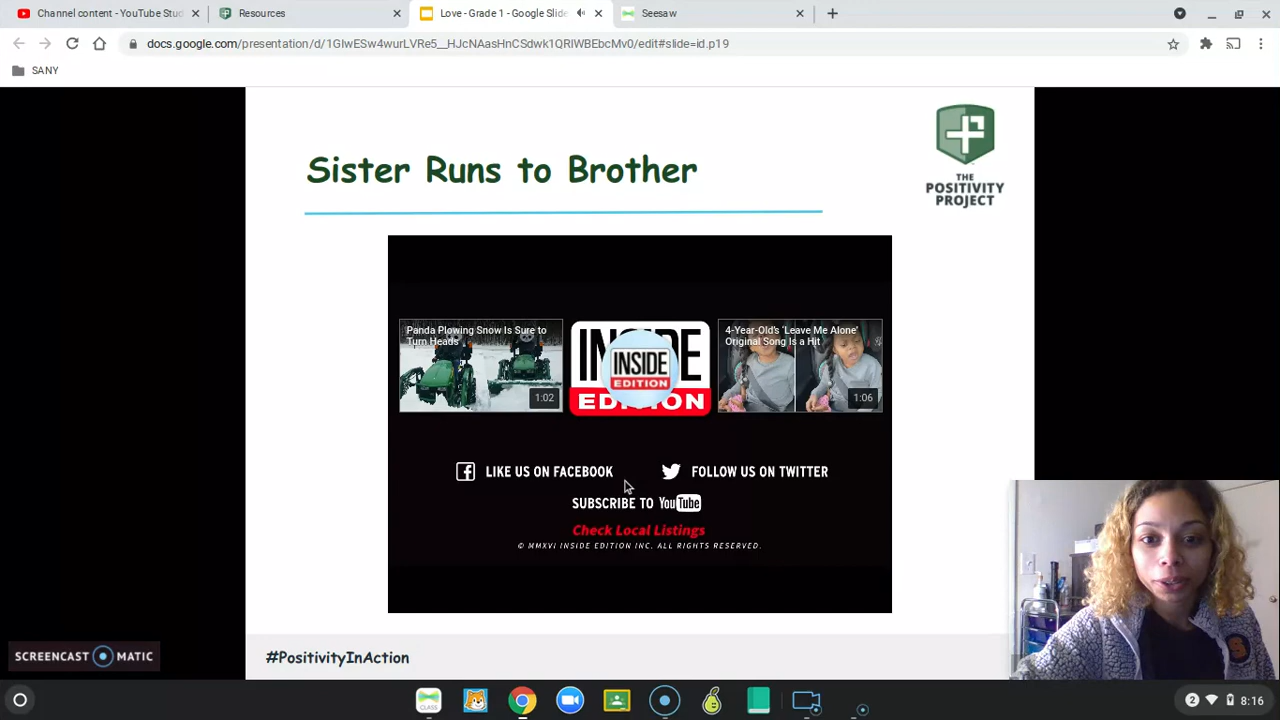 Channel content - YouTube Stud
Resources
Love - Grade 1 - Google Slide
Seesaw
docs.google.com/presentation/d/1GIwESw4wurLVRe5__HJcNAasHnCSdwk1QRIWBEbcMv0/edit#slide=id.p19
SANY
Sister Runs to Brother
THE
POSITIVITY
PROJECT
Panda Plowing Snow Is Sure to
Turn Heads
1:02
INSIDE
EDITION
INSIDE
EDITION
4-Year-Old's 'Leave Me Alone'
Original Song Is a Hit
1:06
LIKE US ON FACEBOOK
FOLLOW US ON TWITTER
SUBSCRIBE TO YouTube
Check Local Listings
© MMXVI INSIDE EDITION INC. ALL RIGHTS RESERVED.
SCREENCAST MATIC
#PositivityInAction
CLASS
2
8:16